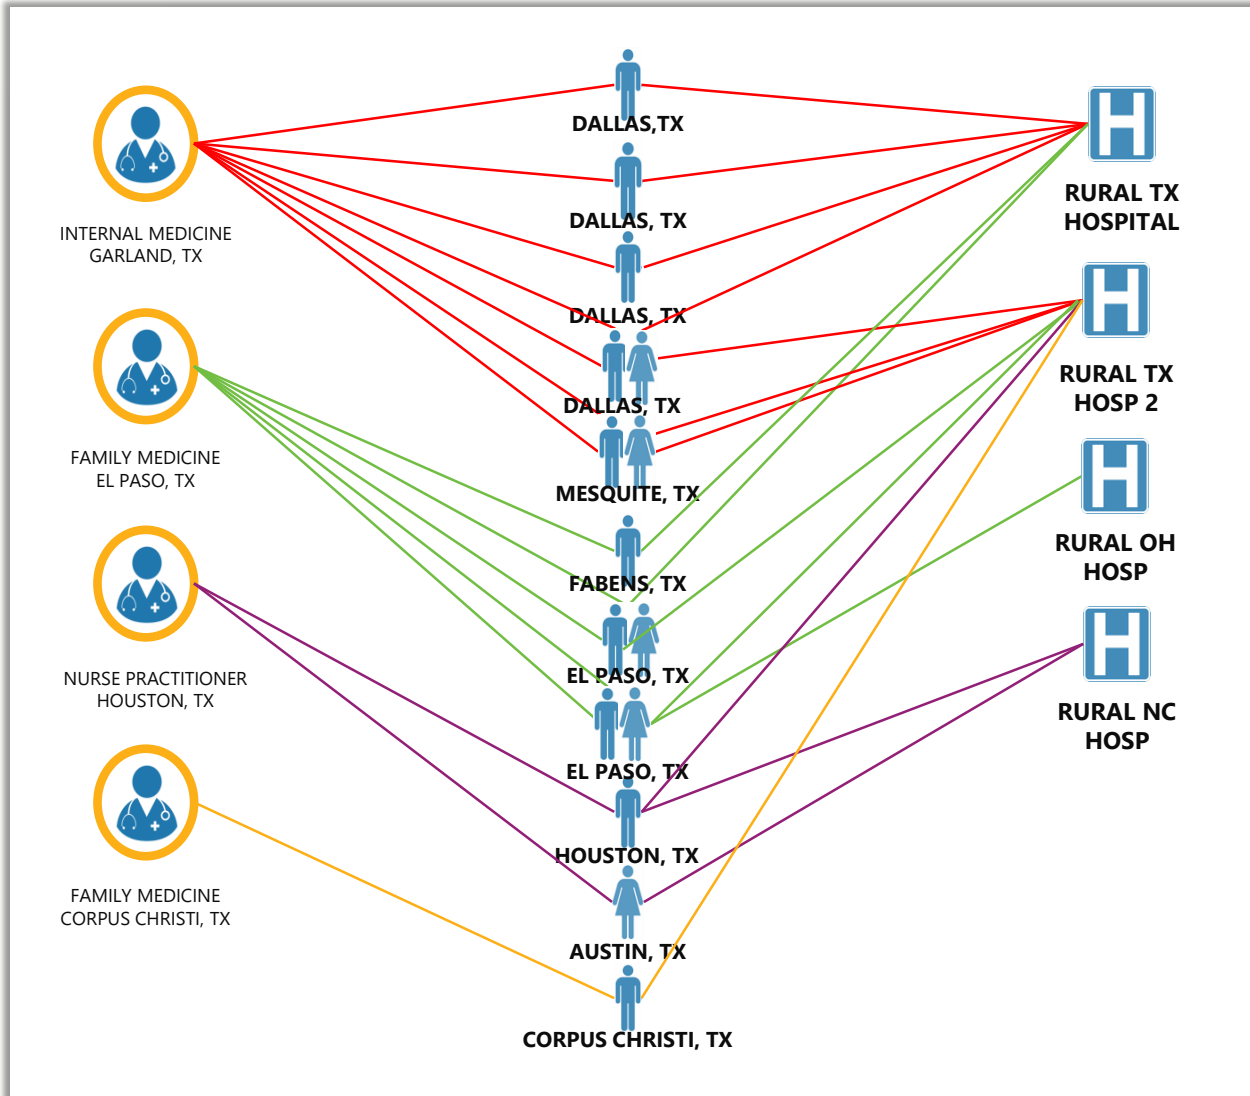 INTERNAL MEDICINE
GARLAND, TX
FAMILY MEDICINE
EL PASO, TX
NURSE PRACTITIONER
HOUSTON, TX
FAMILY MEDICINE
CORPUS CHRISTI, TX
DALLAS,TX
DALLAS, TX
DALLAS, TX
DALLAS, TX
MESQUITE, TX
FABENS, TX
EL PASO, TX
EL PASO, TX
HOUSTON, TX
AUSTIN, TX
CORPUS CHRISTI, TX
H
RURAL TX
HOSPITAL
H
RURAL TX
HOSP 2
H
RURAL OH
HOSP
H
RURAL NC
HOSP